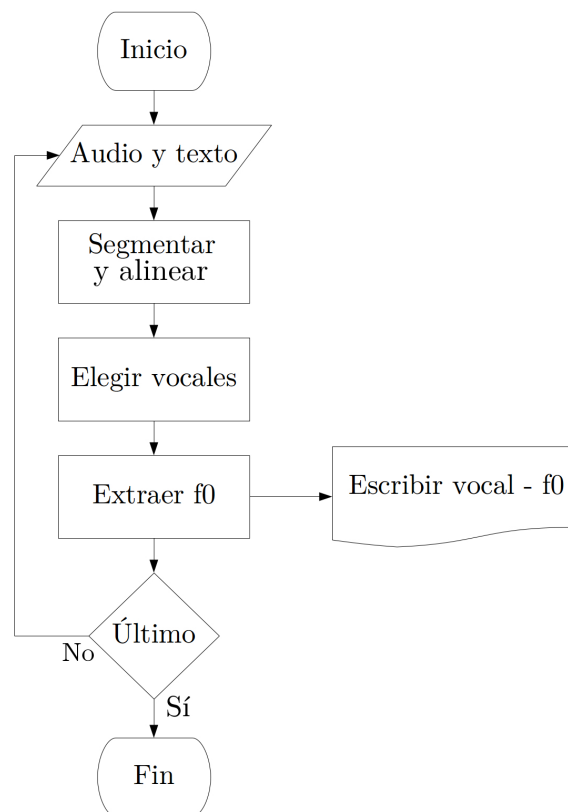 Inicio
Audio y texto
Segmentar
y alinear
Elegir vocales
Extraer f0
Escribir vocal - f0
Último
No
Sí
Fin